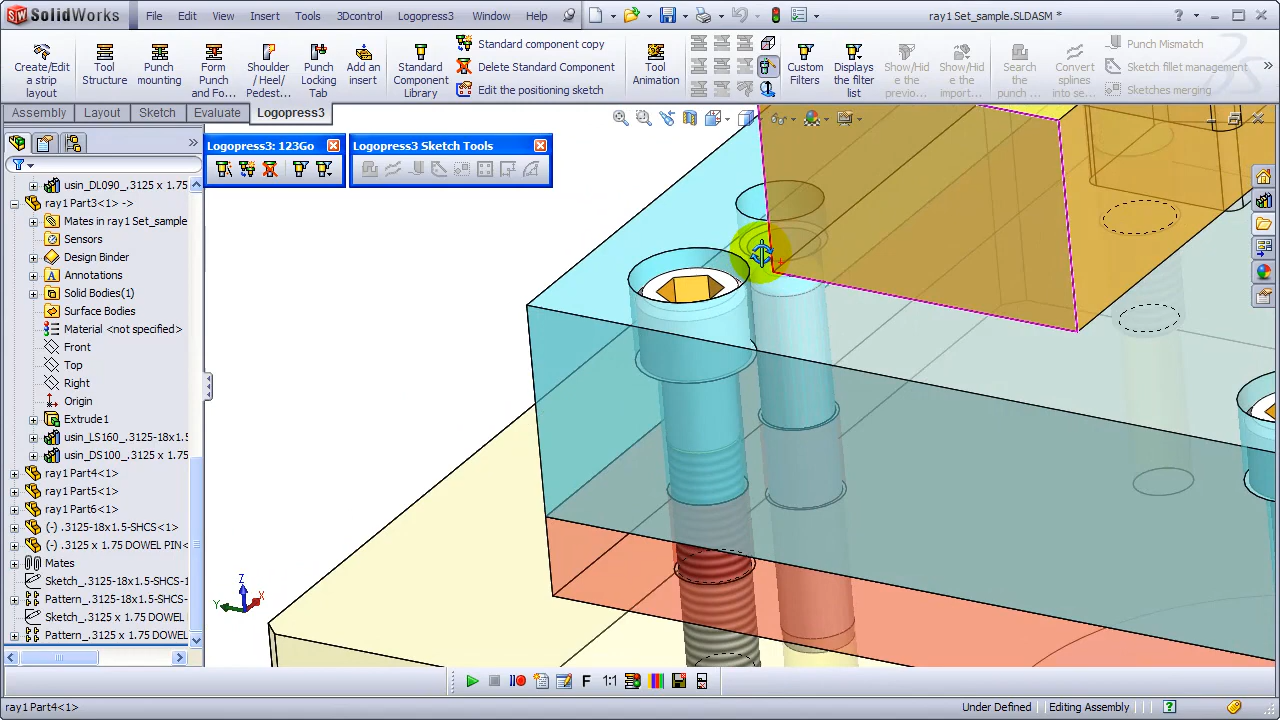 SolidWorks File Edit View Insert Tools 3Dcontrol Logopress3 Window Help ray1 Set_sample.SLDASM *
Create/Edit a strip layout
Tool Structure
Punch mounting
Form Punch and Fo...
Shoulder / Heel/ Pedest...
Punch Locking Tab
Add an insert
Standard Component Library
Standard component copy
Delete Standard Component
Edit the positioning sketch
Tool Animation
Custom Filters
Displays the filter list
Show/Hide the previo...
Show/Hide the import...
Search the punch ...
Convert splines into se...
Punch Mismatch
Sketch fillet management
Sketches merging
Assembly Layout Sketch Evaluate Logopress3
Logopress3: 123Go
Logopress3 Sketch Tools
usin_DL090_.3125 x 1.75
ray1 Part3<1> ->
Mates in ray1 Set_sample
Sensors
Design Binder
Annotations
Solid Bodies(1)
Surface Bodies
Material <not specified>
Front
Top
Right
Origin
Extrude1
usin_LS160_.3125-18x1.5
usin_DS100_.3125 x 1.75
ray1 Part4<1>
ray1 Part5<1>
ray1 Part6<1>
(-) .3125-18x1.5-SHCS<1>
(-) .3125 x 1.75 DOWEL PIN<
Mates
Sketch_.3125-18x1.5-SHCS-1
Pattern_.3125-18x1.5-SHCS-
Sketch_.3125 x 1.75 DOWEL
Pattern_.3125 x 1.75 DOWEL
Z
Y
X
F 1:1
ray1 Part4<1> Under Defined Editing Assembly